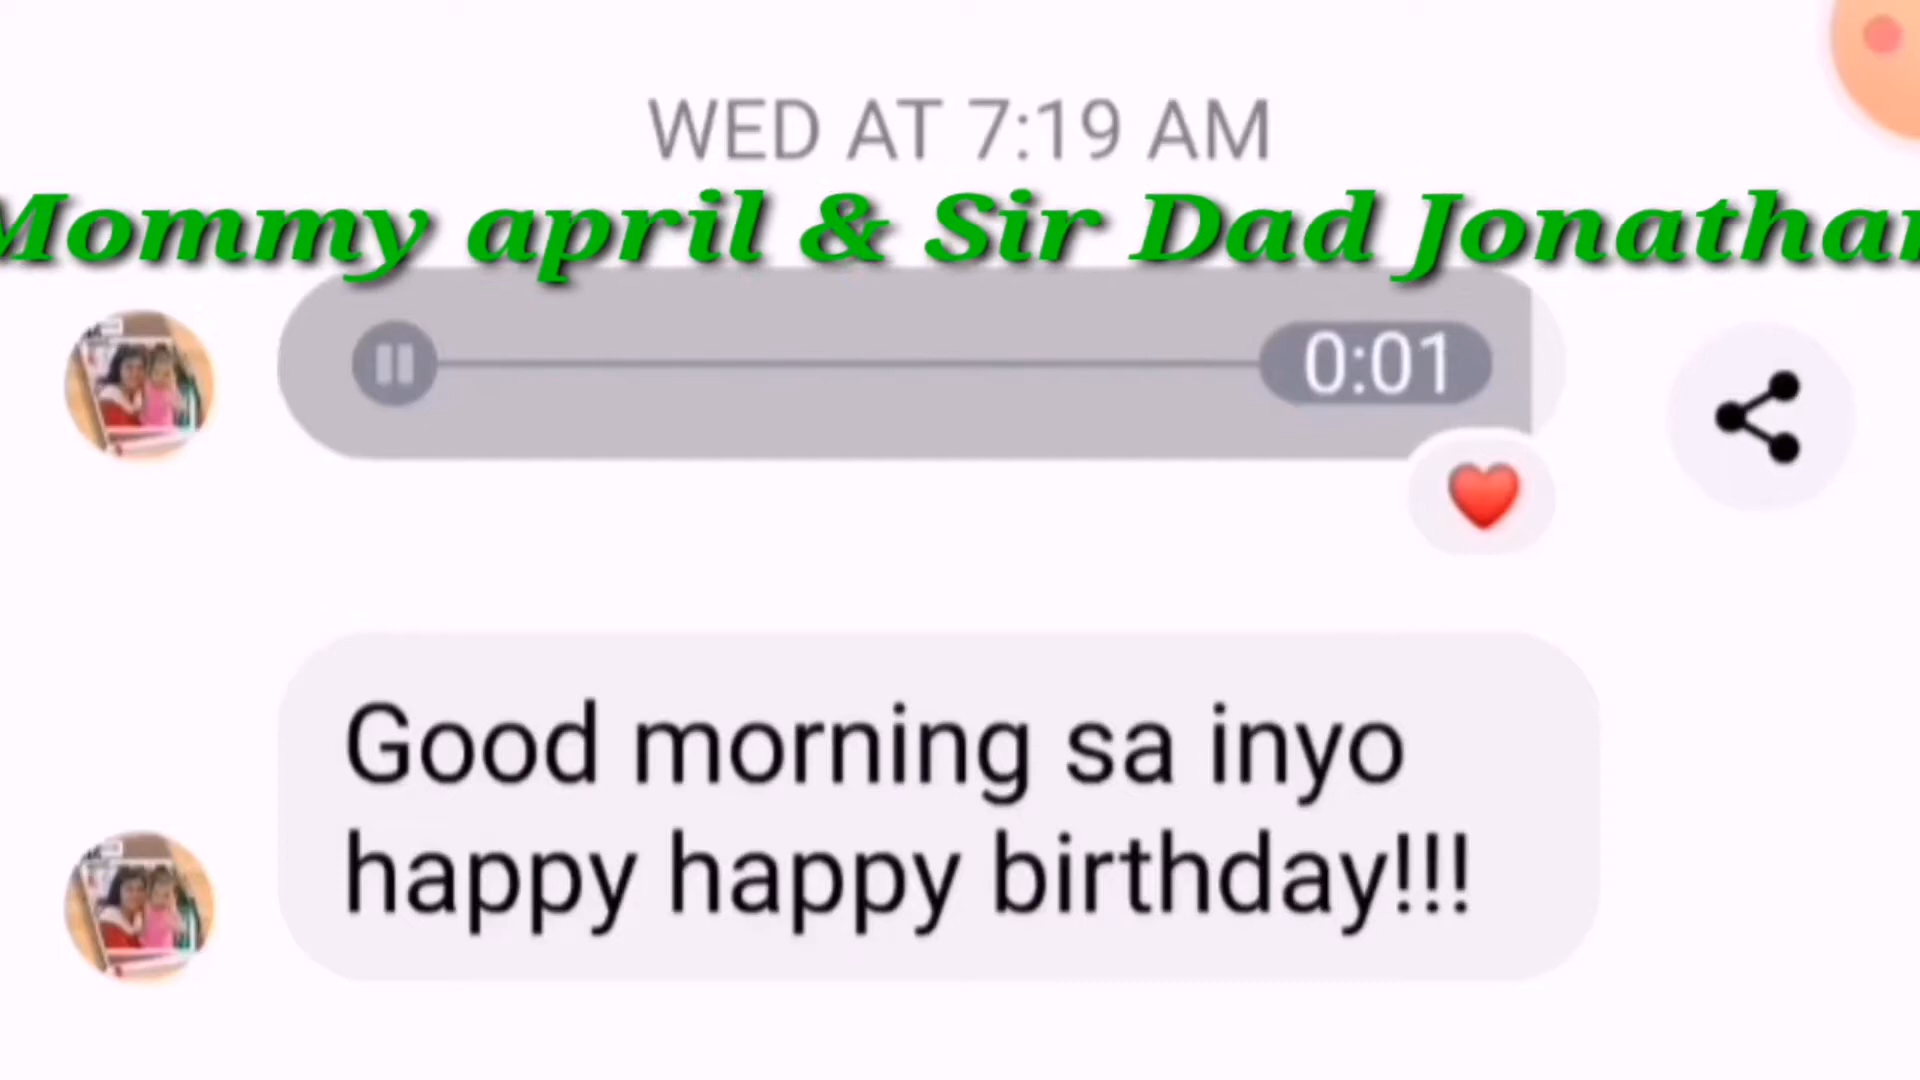 WED AT 7:19 AM
Mommy april & Sir Dad Jonathan
0:01
Good morning sa inyo
happy happy birthday!!!